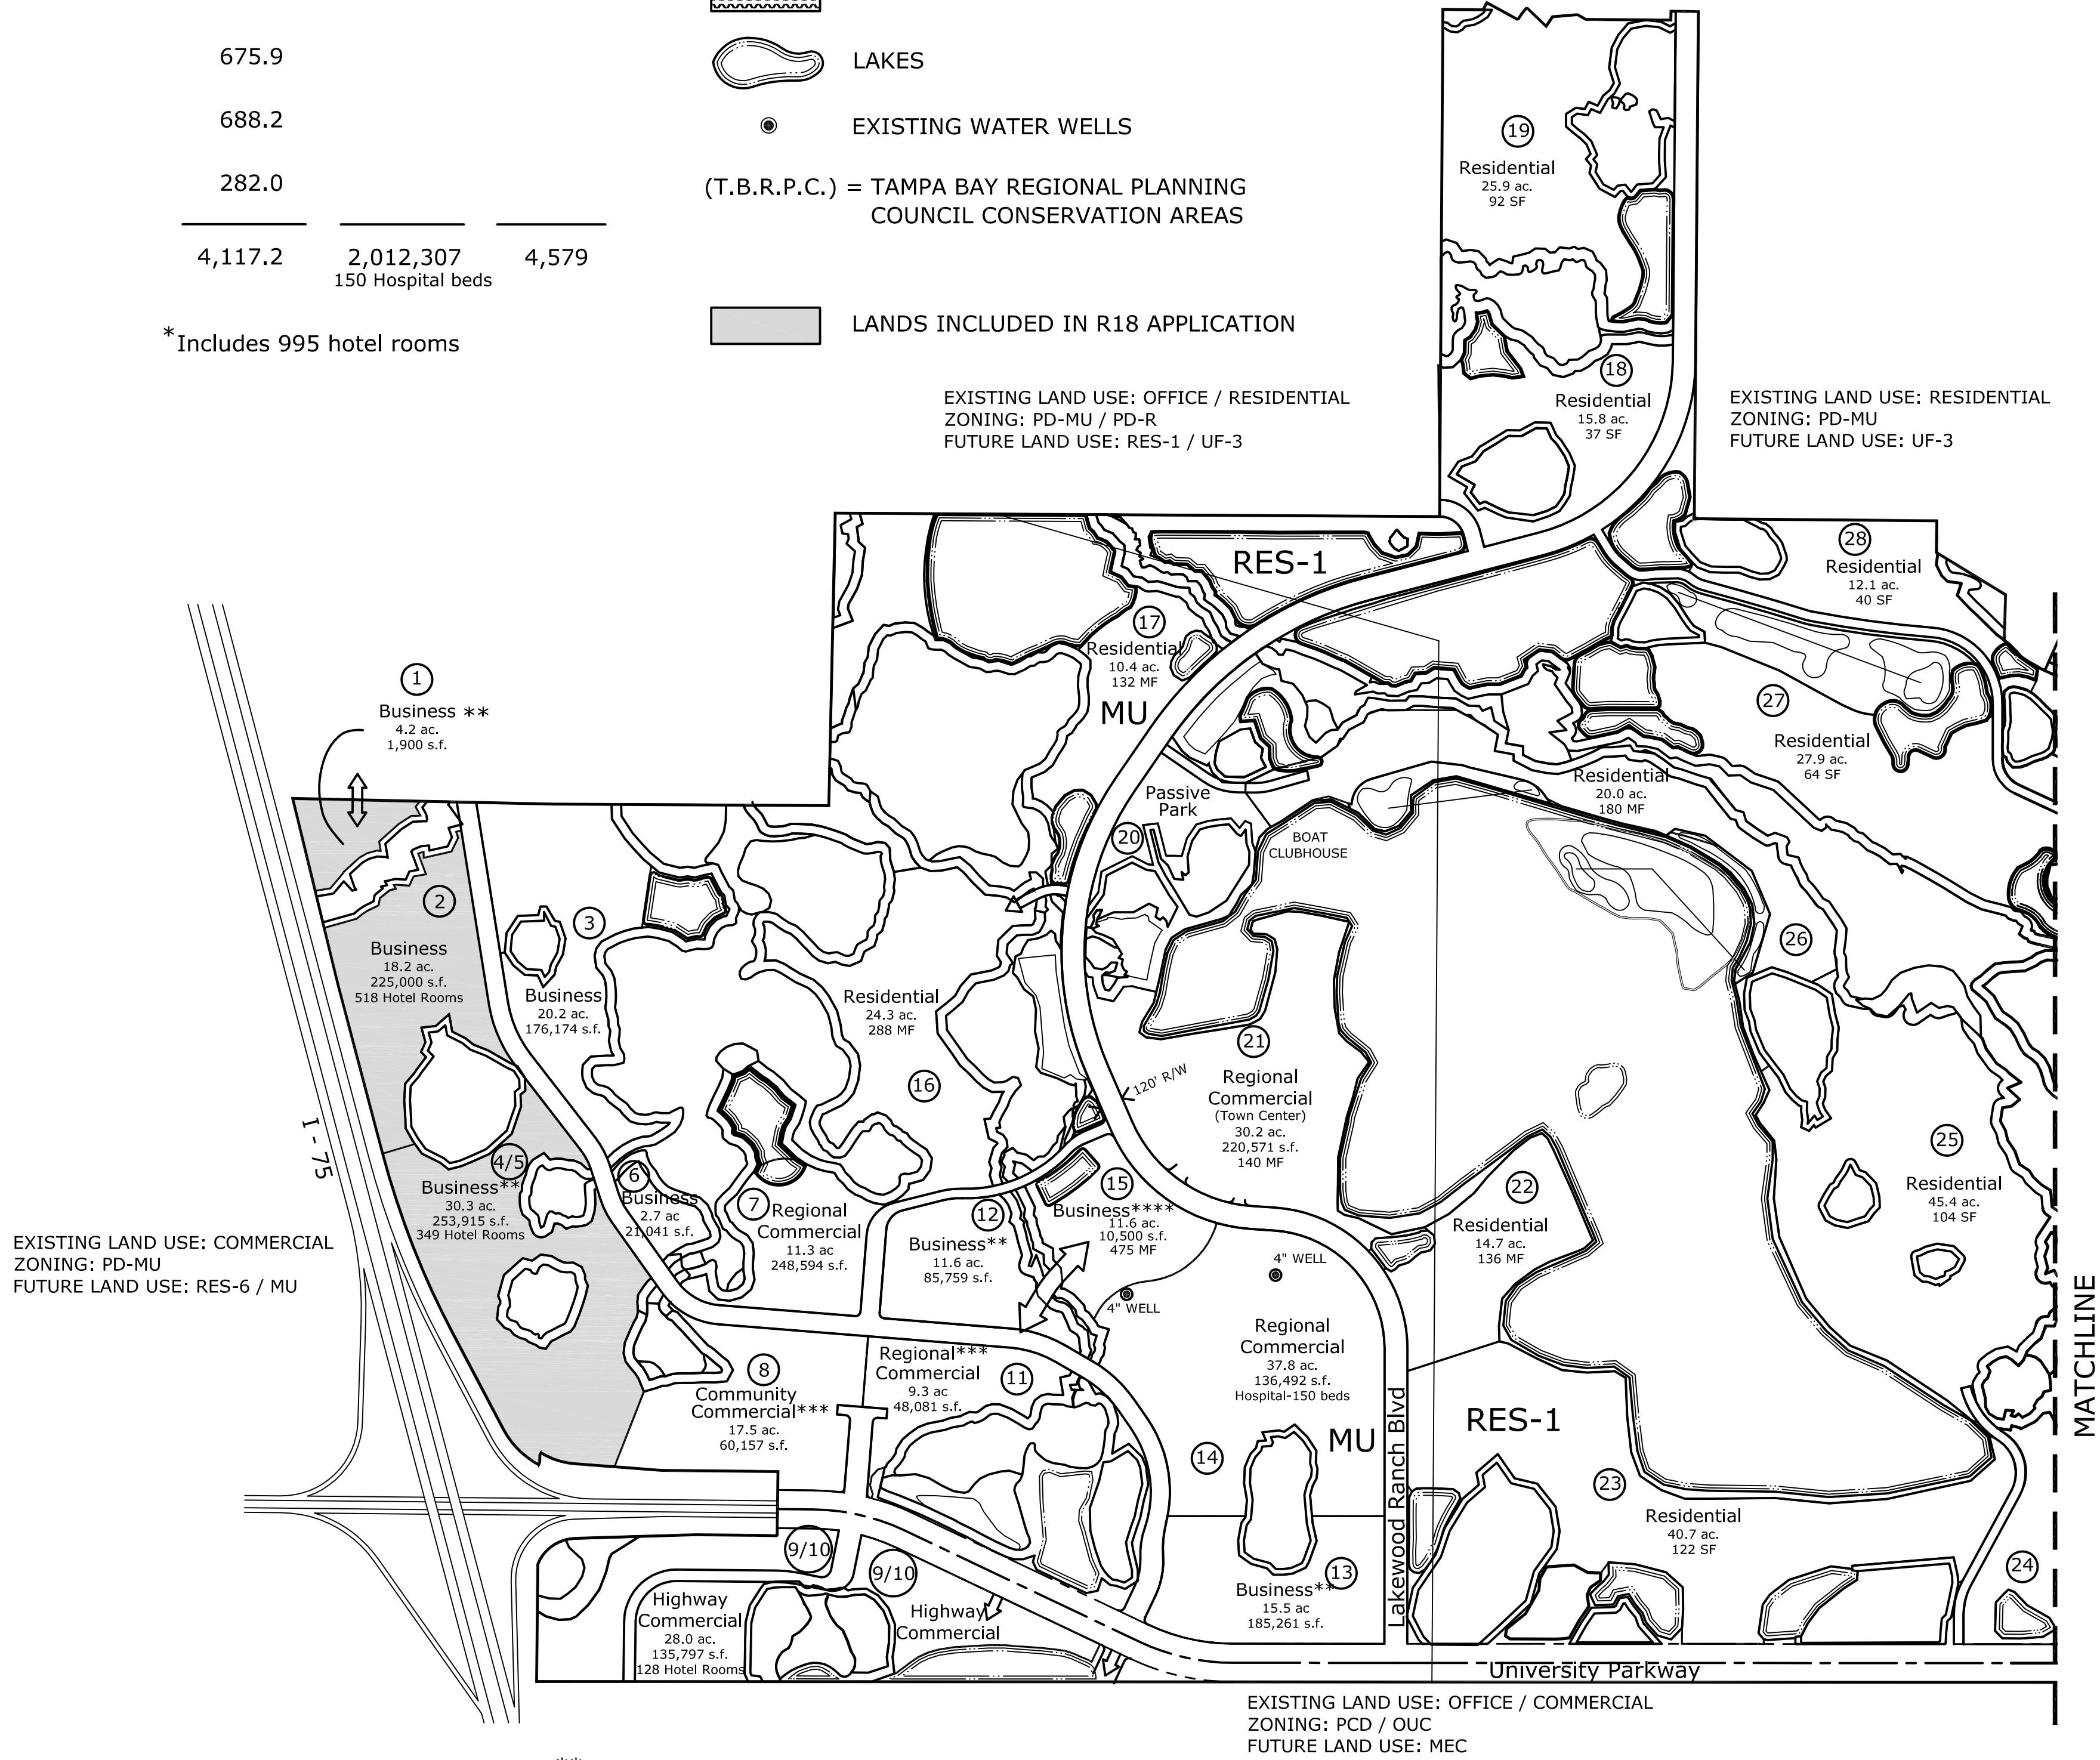 675.9
688.2
282.0
4,117.2 2,012,307 4,579
150 Hospital beds
*Includes 995 hotel rooms
LAKES
EXISTING WATER WELLS
(T.B.R.P.C.) = TAMPA BAY REGIONAL PLANNING
COUNCIL CONSERVATION AREAS
LANDS INCLUDED IN R18 APPLICATION
EXISTING LAND USE: OFFICE / RESIDENTIAL
ZONING: PD-MU / PD-R
FUTURE LAND USE: RES-1 / UF-3
19
Residential
25.9 ac.
92 SF
18
Residential
15.8 ac.
37 SF
EXISTING LAND USE: RESIDENTIAL
ZONING: PD-MU
FUTURE LAND USE: UF-3
28
Residential
12.1 ac.
40 SF
RES-1
17
Residential
10.4 ac.
132 MF
MU
27
Residential
27.9 ac.
64 SF
1
Business **
4.2 ac.
1,900 s.f.
Passive
Park
20
BOAT
CLUBHOUSE
Residential
20.0 ac.
180 MF
26
2
Business
18.2 ac.
225,000 s.f.
518 Hotel Rooms
3
Business
20.2 ac.
176,174 s.f.
Residential
24.3 ac.
288 MF
16
21
Regional
Commercial
(Town Center)
30.2 ac.
220,571 s.f.
140 MF
120' R/W
I-75
4/5
Business**
30.3 ac.
253,915 s.f.
349 Hotel Rooms
6
Business
2.7 ac
21,041 s.f.
7
Regional
Commercial
11.3 ac
248,594 s.f.
12
Business**
11.6 ac.
85,759 s.f.
15
Business****
11.6 ac.
10,500 s.f.
475 MF
22
Residential
14.7 ac.
136 MF
25
Residential
45.4 ac.
104 SF
EXISTING LAND USE: COMMERCIAL
ZONING: PD-MU
FUTURE LAND USE: RES-6 / MU
4" WELL
4" WELL
Regional
Commercial
37.8 ac.
136,492 s.f.
Hospital-150 beds
MATCHLINE
8
Community
Commercial***
17.5 ac.
60,157 s.f.
Regional***
Commercial
9.3 ac
48,081 s.f.
11
14
MU
Lakewood Ranch Blvd
RES-1
23
Residential
40.7 ac.
122 SF
24
9/10
9/10
Highway
Commercial
28.0 ac.
135,797 s.f.
128 Hotel Rooms
Highway
Commercial
13
Business**
15.5 ac
185,261 s.f.
University Parkway
EXISTING LAND USE: OFFICE / COMMERCIAL
ZONING: PCD / OUC
FUTURE LAND USE: MEC